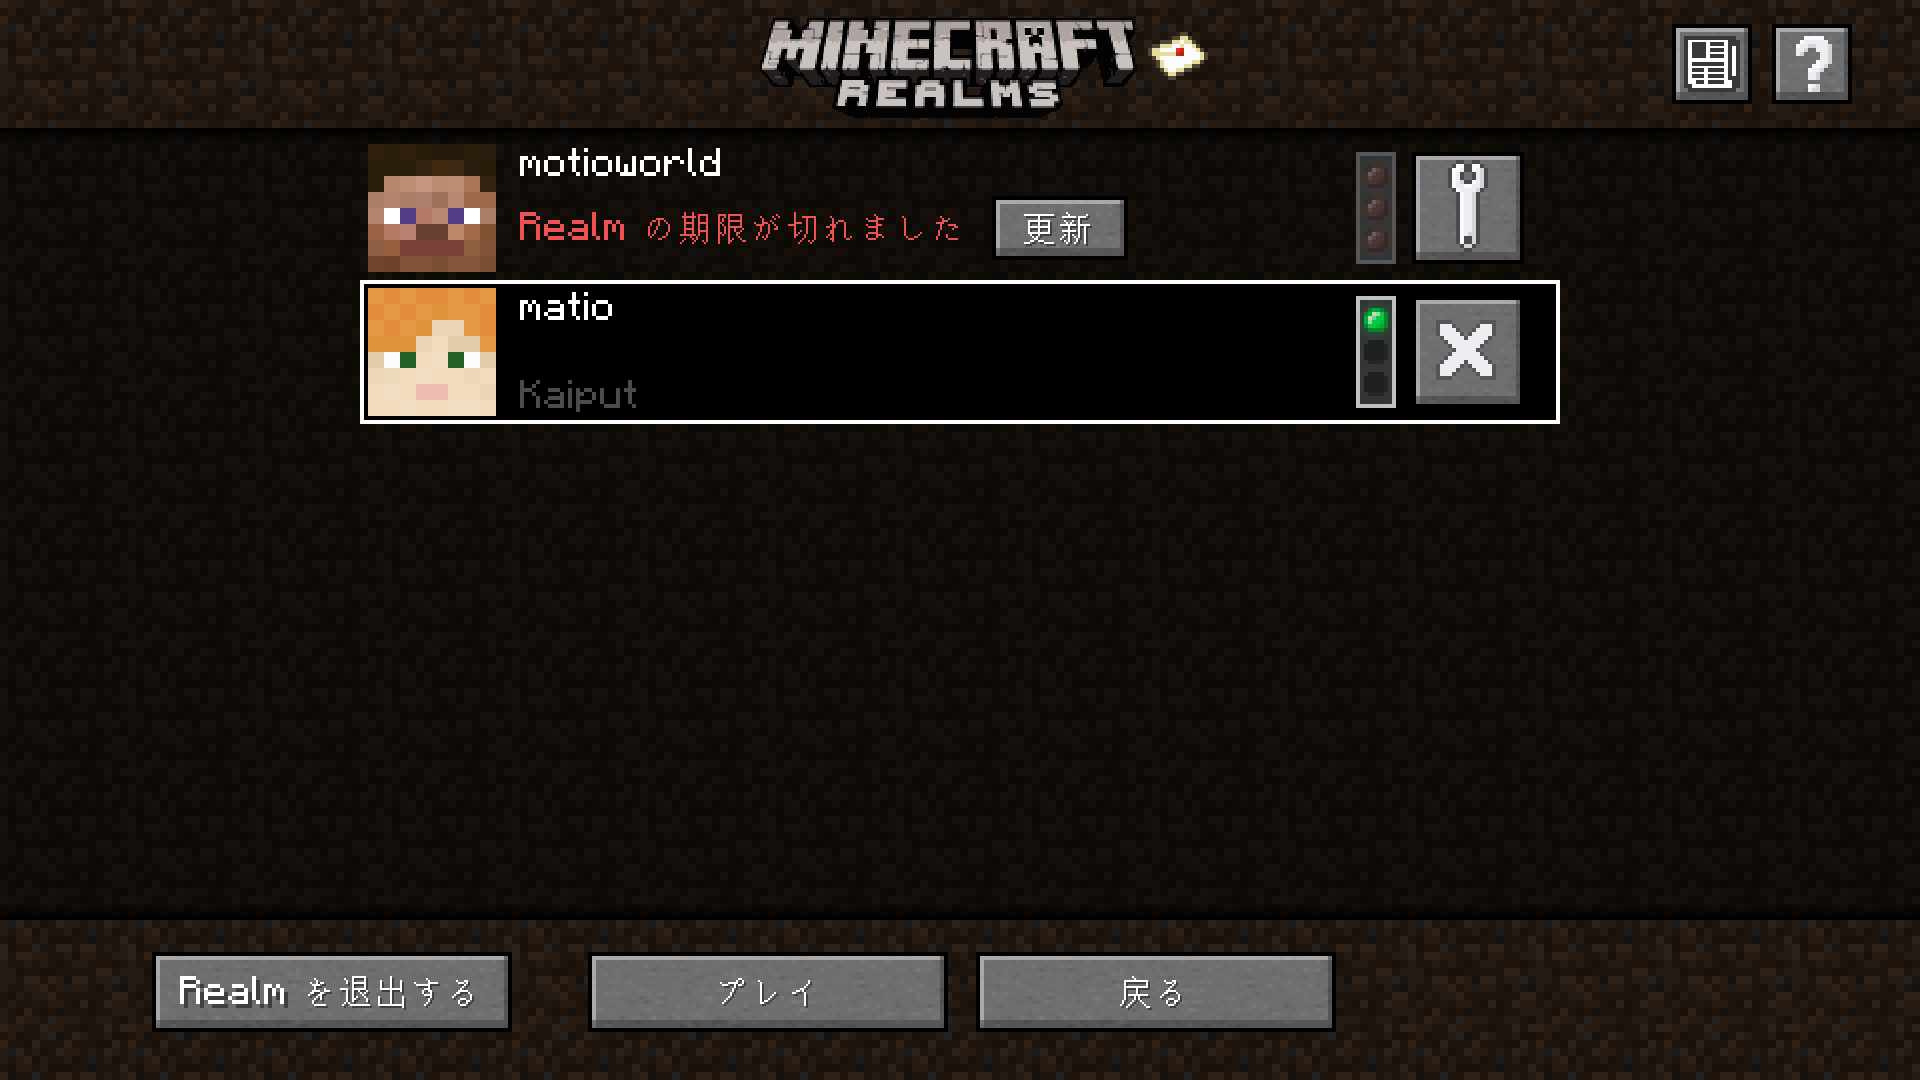 MINECRAFT
REALMS
motioworld
Realm の期限が切れました
更新
matio
Kaiput
Realm を退出する
プレイ
戻る